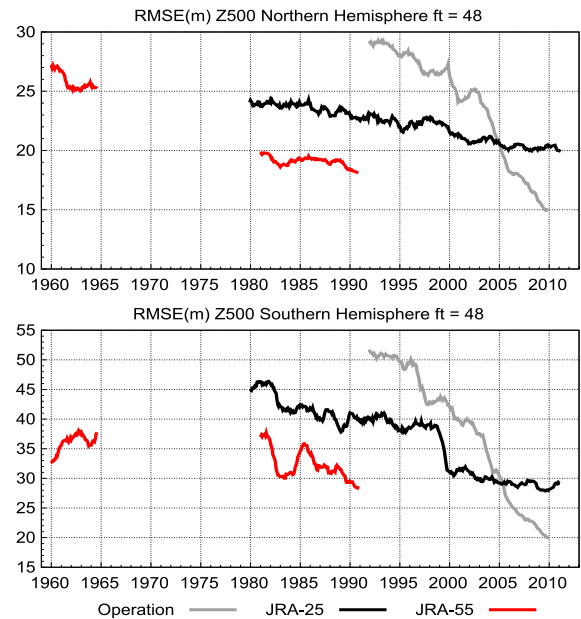 RMSE(m) Z500 Northern Hemisphere ft = 48
30
25
20
15
10
1960 1965 1970 1975 1980 1985 1990 1995 2000 2005 2010
RMSE(m) Z500 Southern Hemisphere ft = 48
55
50
45
40
35
30
25
20
15
1960 1965 1970 1975 1980 1985 1990 1995 2000 2005 2010
Operation JRA-25 JRA-55